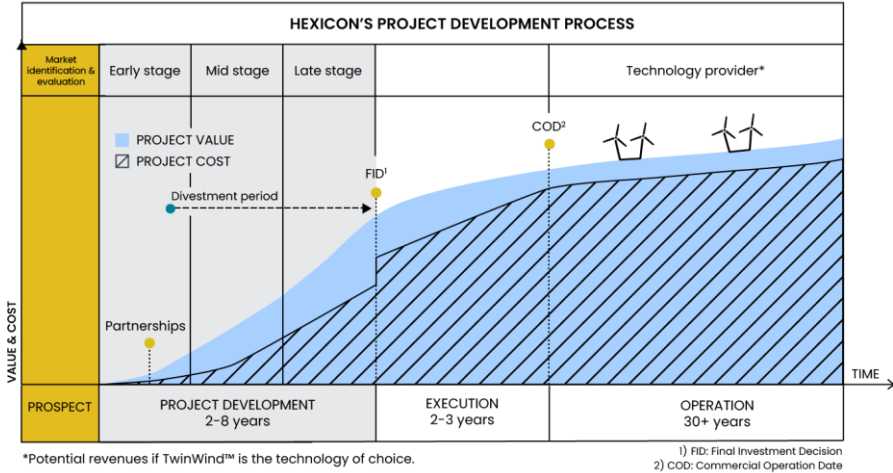 HEXICON'S PROJECT DEVELOPMENT PROCESS
Market
identification &
evaluation
Early stage
Mid stage
Late stage
Technology provider*
COD²
PROJECT VALUE
PROJECT COST
FID¹
Divestment period
Partnerships
VALUE & COST
TIME
PROSPECT
PROJECT DEVELOPMENT
2-8 years
EXECUTION
2-3 years
OPERATION
30+ years
*Potential revenues if TwinWind™ is the technology of choice.
1) FID: Final Investment Decision
2) COD: Commercial Operation Date